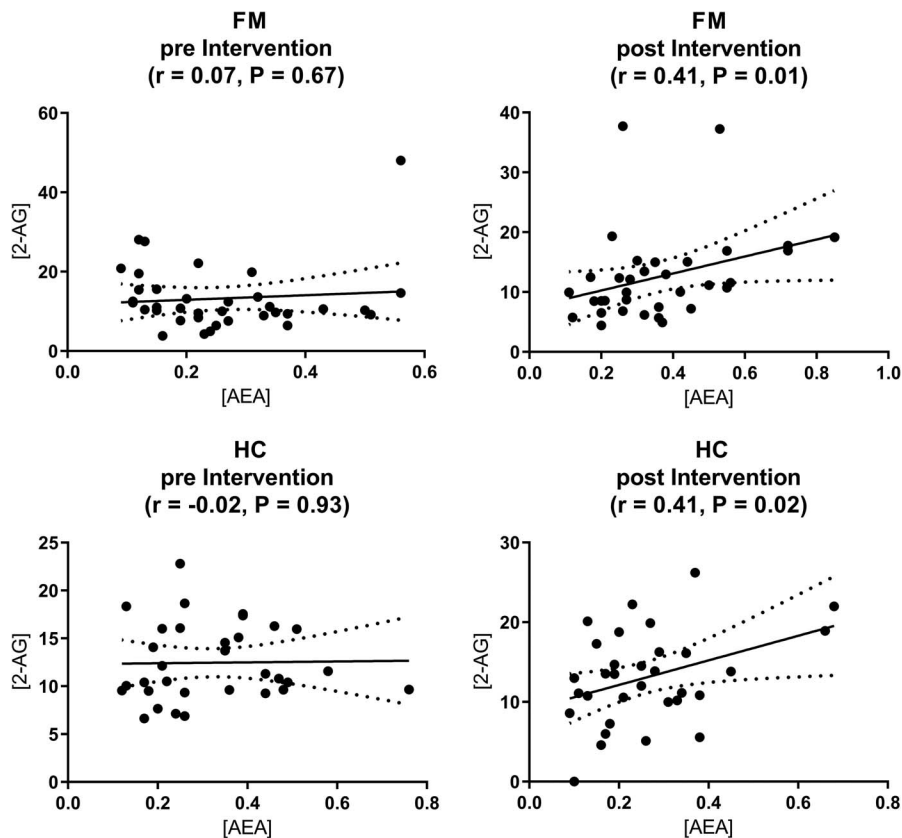 FM
pre Intervention
(r = 0.07, P = 0.67)
60
40
20
0
[2-AG]
0.0 0.2 0.4 0.6
[AEA]
FM
post Intervention
(r = 0.41, P = 0.01)
40
30
20
10
0
[2-AG]
0.0 0.2 0.4 0.6 0.8 1.0
[AEA]
HC
pre Intervention
(r = -0.02, P = 0.93)
25
20
15
10
5
0
[2-AG]
0.0 0.2 0.4 0.6 0.8
[AEA]
HC
post Intervention
(r = 0.41, P = 0.02)
30
20
10
0
[2-AG]
0.0 0.2 0.4 0.6 0.8
[AEA]